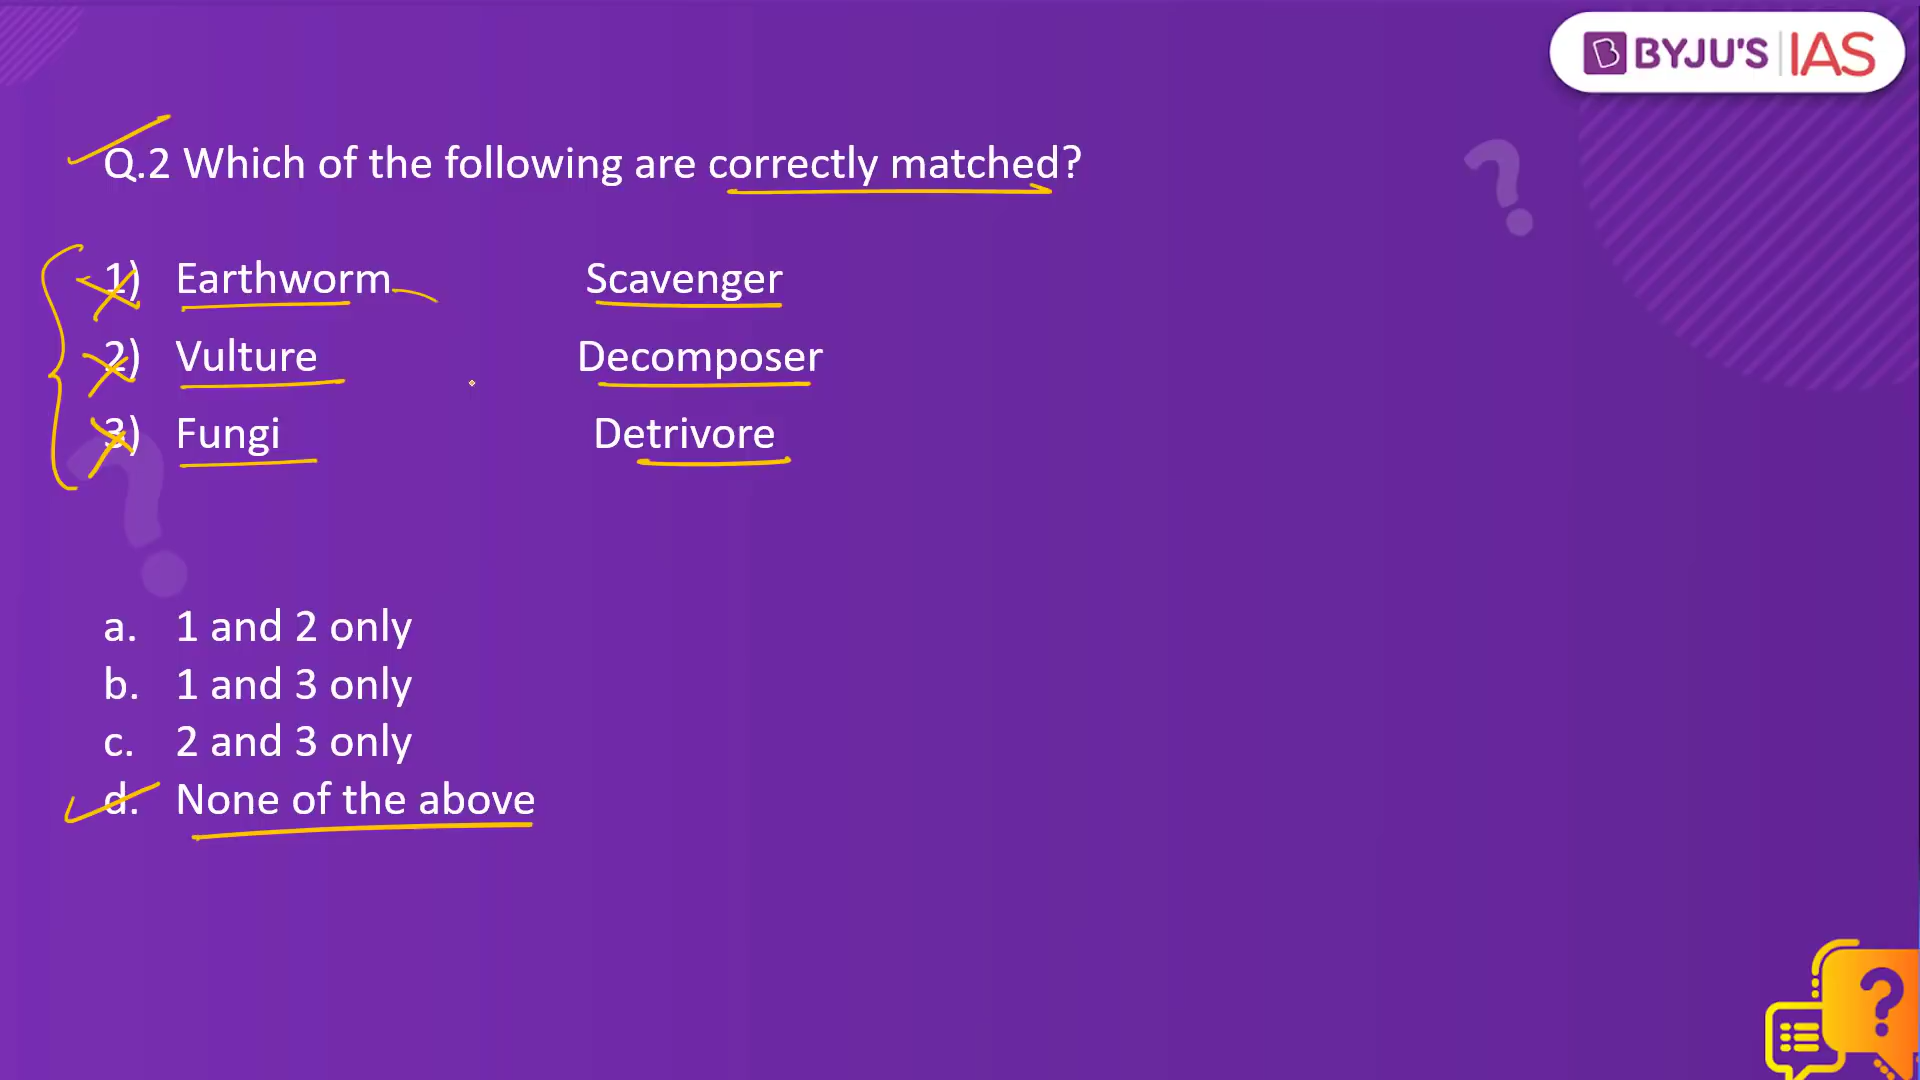 BYJU'S IAS
Q.2 Which of the following are correctly matched?
1) Earthworm Scavenger
2) Vulture Decomposer
3) Fungi Detrivore
a. 1 and 2 only
b. 1 and 3 only
c. 2 and 3 only
d. None of the above